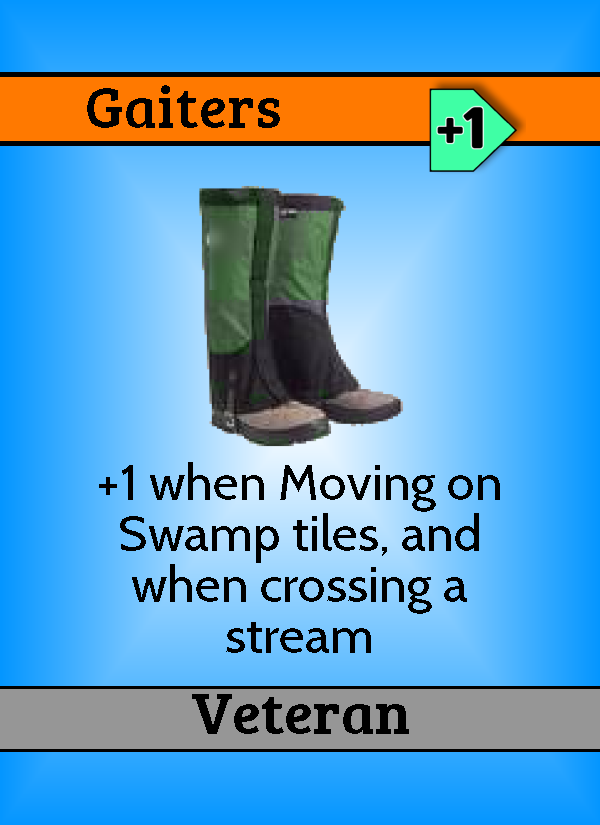 Gaiters
+1
+1 when Moving on
Swamp tiles, and
when crossing a
stream
Veteran